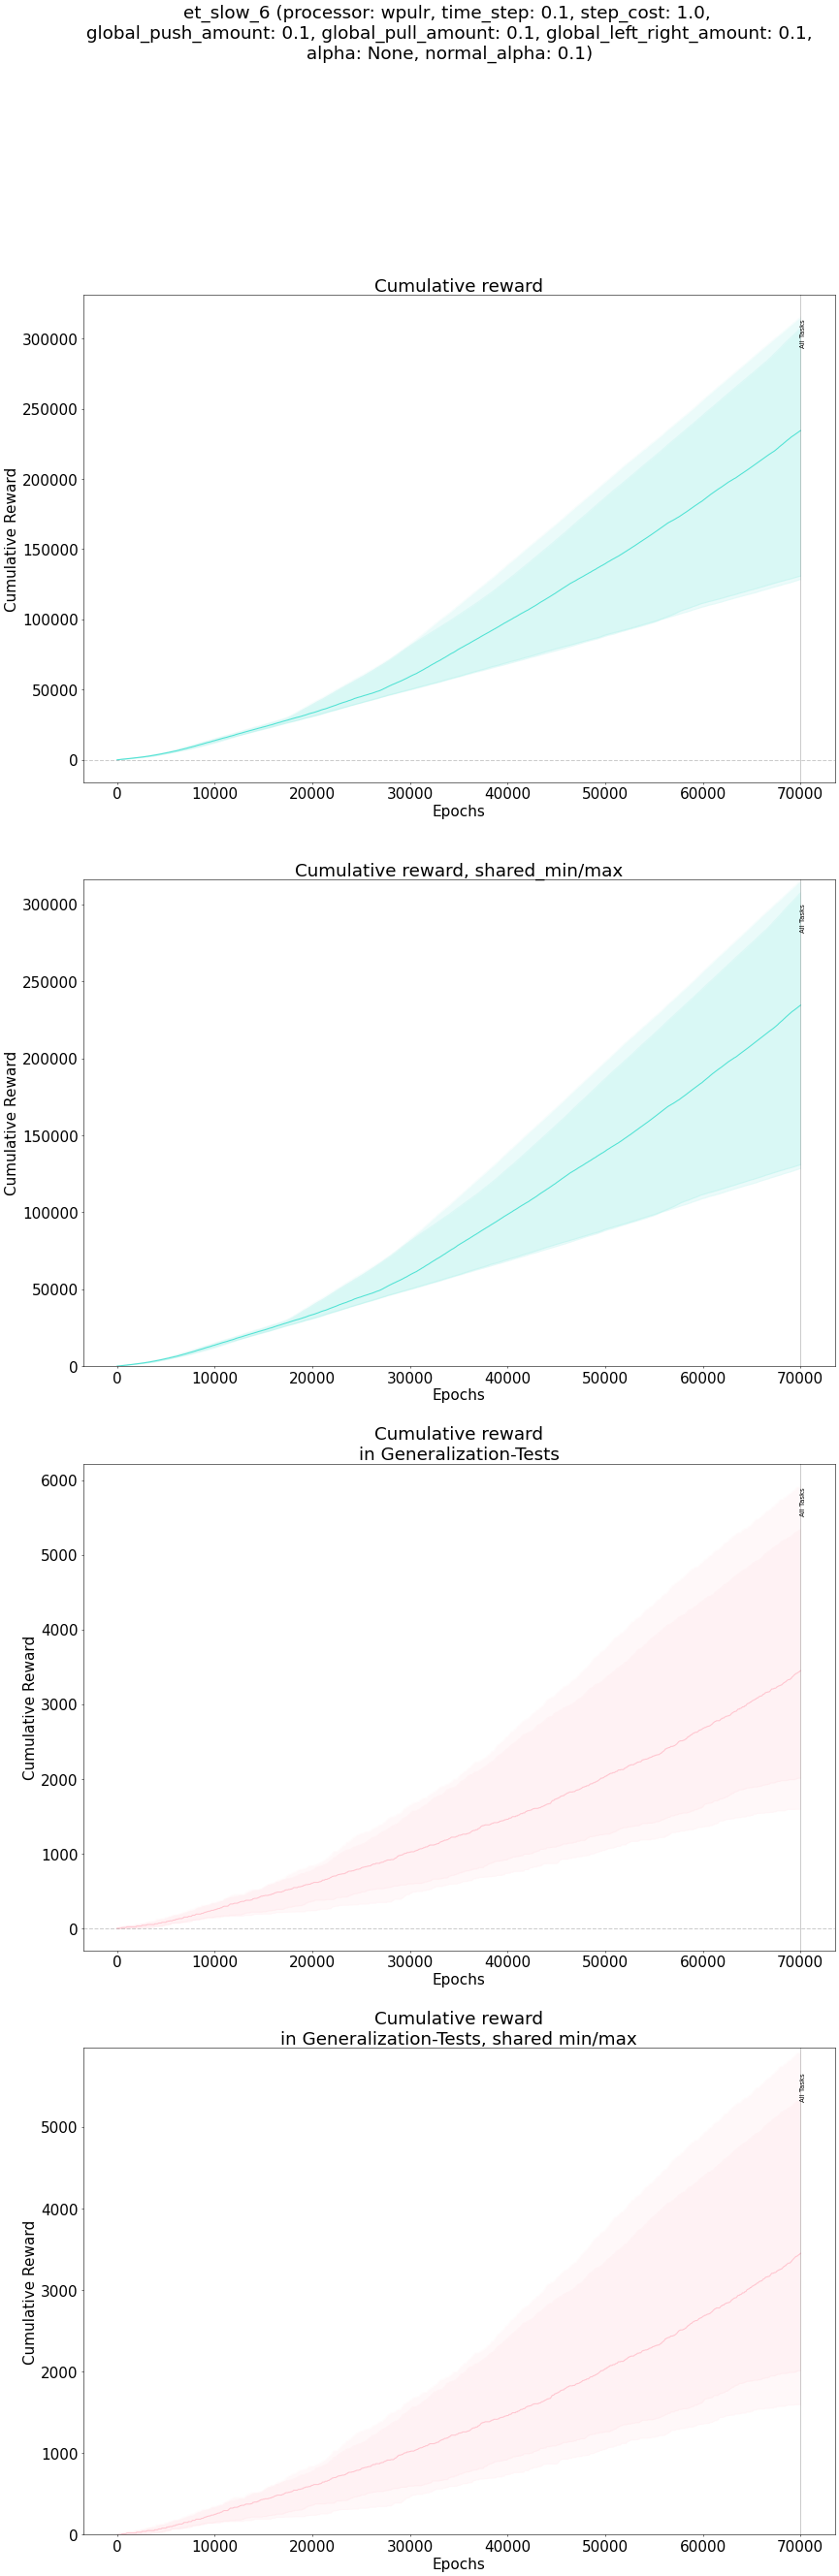 et_slow_6 (processor: wpulr, time_step: 0.1, step_cost: 1.0,
global_push_amount: 0.1, global_pull_amount: 0.1, global_left_right_amount: 0.1,
alpha: None, normal_alpha: 0.1)
Cumulative reward
All Tasks
300000
250000
200000
150000
100000
50000
0
Cumulative Reward
0 10000 20000 30000 40000 50000 60000 70000
Epochs
Cumulative reward, shared_min/max
All Tasks
300000
250000
200000
150000
100000
50000
0
Cumulative Reward
0 10000 20000 30000 40000 50000 60000 70000
Epochs
Cumulative reward
in Generalization-Tests
All Tasks
6000
5000
4000
3000
2000
1000
0
Cumulative Reward
0 10000 20000 30000 40000 50000 60000 70000
Epochs
Cumulative reward
in Generalization-Tests, shared min/max
All Tasks
5000
4000
3000
2000
1000
0
Cumulative Reward
0 10000 20000 30000 40000 50000 60000 70000
Epochs